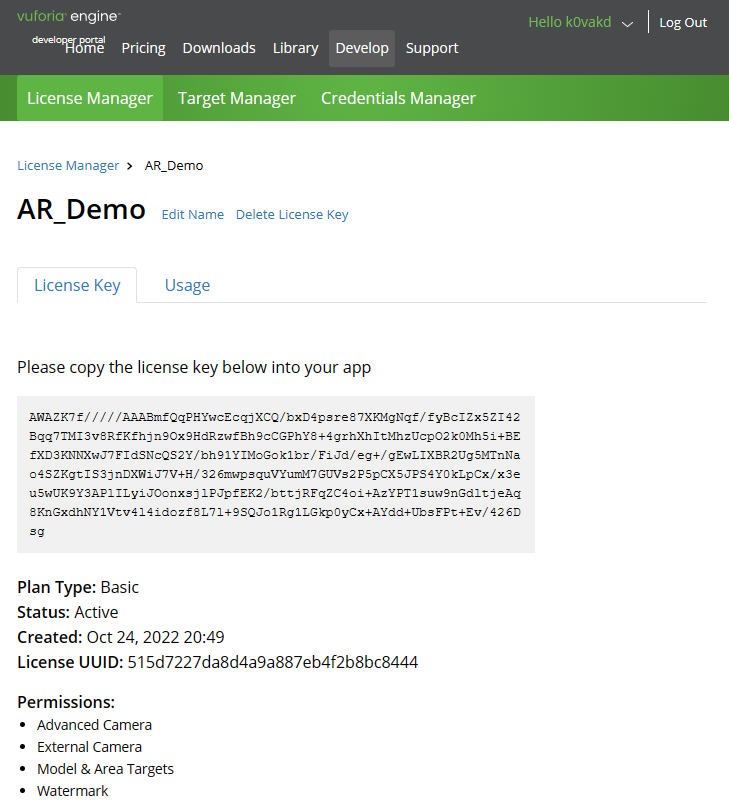 vuforia engine™
developer portal
Hello k0vakd
Log Out
Home Pricing Downloads Library Develop Support
License Manager Target Manager Credentials Manager
License Manager > AR_Demo
AR_Demo Edit Name Delete License Key
License Key Usage
Please copy the license key below into your app
AWAZK7f/////AAABmfQqPHYwcEcqjXCQ/bxD4psre87XKMgNqf/fyBcIZx5ZI42
Bqq7TMI3v8RfKfhjn9Ox9HdRzwfBh9cCGPhY8+4grhXhItMhzUcpO2k0Mh5i+BE
fXD3KNNXwJ7FIdSNcQS2Y/bh91YIMoGok1br/FiJd/eg+/gEwLIXBR2Ug5MTnNa
o4SZKgtIS3jnDXWiJ7V+H/326mwpsquVYumM7GUVs2P5pCX5JPS4Y0kLpCx/x3e
u5wUK9Y3APlILyiJOonxsjlPJpfEK2/bttjRFqZC4oi+AzYPT1suw9nGdltjeAq
8KnGxdhNY1Vtv4l4idozf8L7l+9SQJo1Rg1LGkp0yCx+AYdd+UbsFPt+Ev/426D
sg
Plan Type: Basic
Status: Active
Created: Oct 24, 2022 20:49
License UUID: 515d7227da8d4a9a887eb4f2b8bc8444
Permissions:
• Advanced Camera
• External Camera
• Model & Area Targets
• Watermark